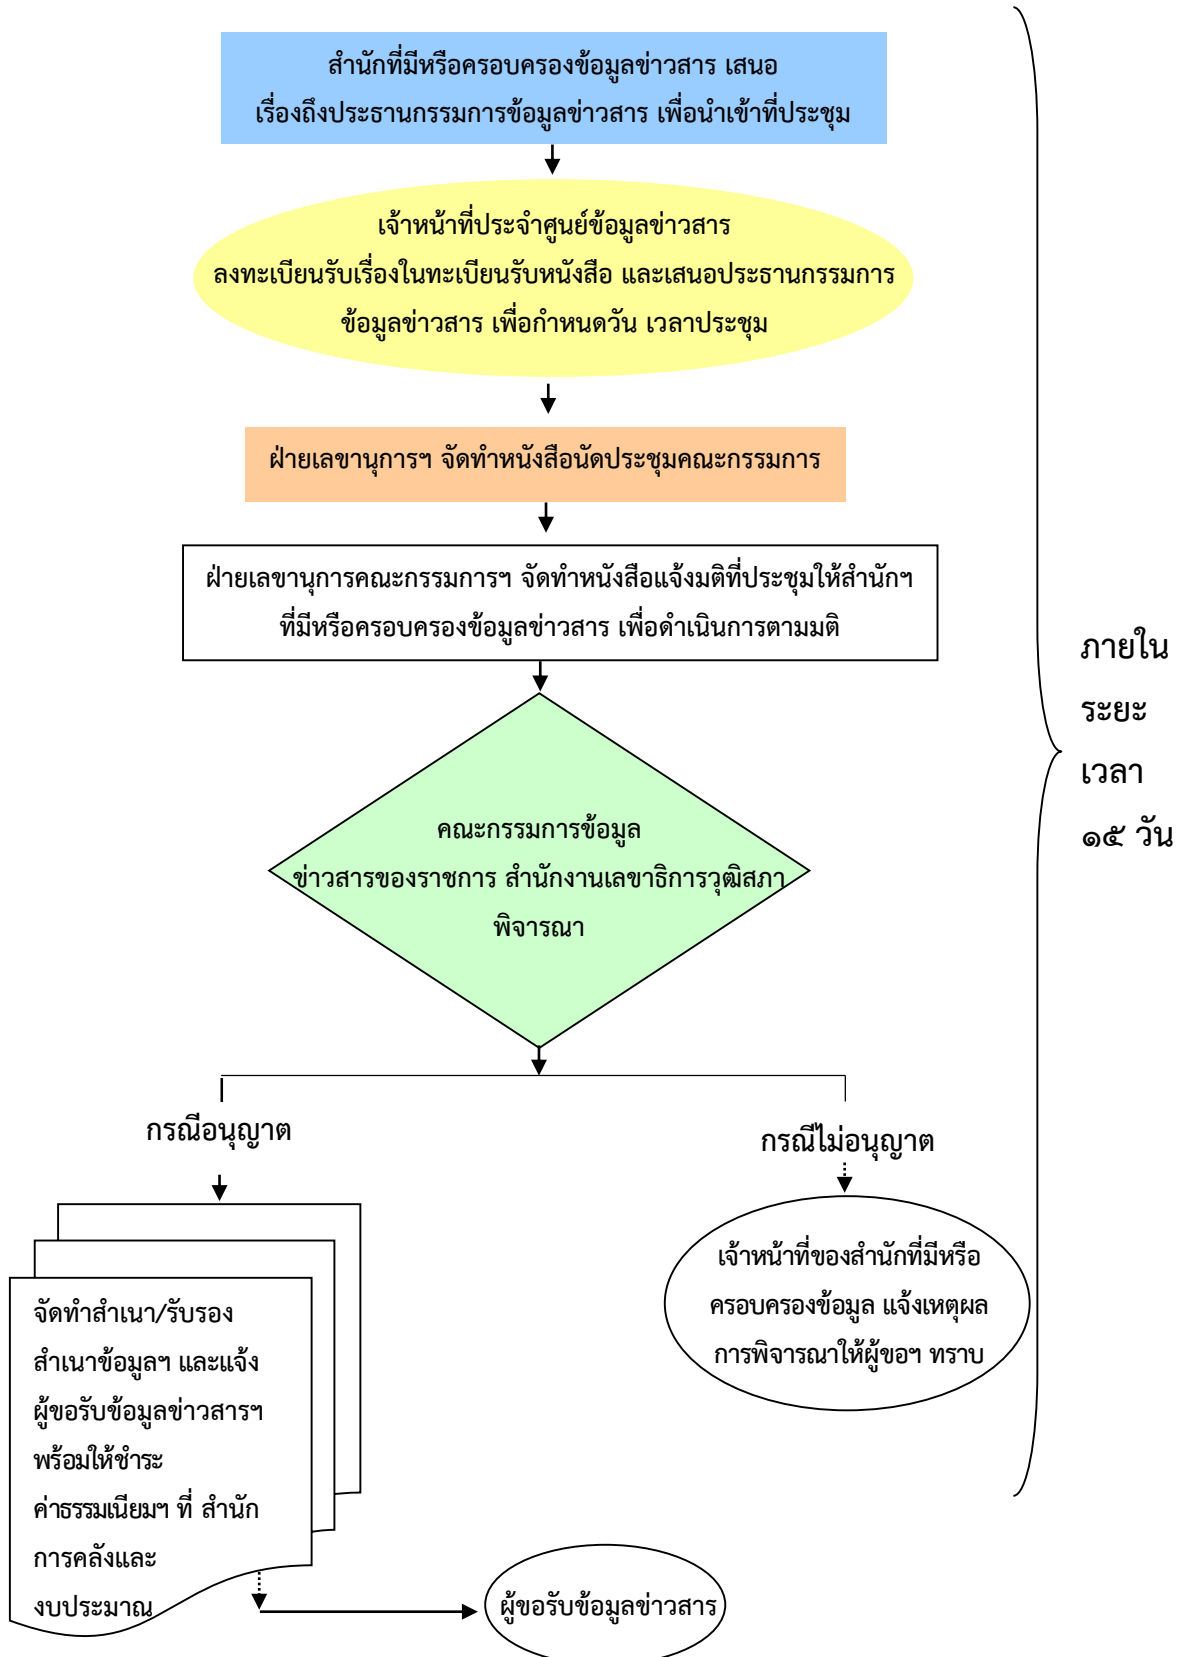 สำนักที่มีหรือครอบครองข้อมูลข่าวสาร เสนอ
เรื่องถึงประธานกรรมการข้อมูลข่าวสาร เพื่อนำเข้าที่ประชุม
เจ้าหน้าที่ประจำศูนย์ข้อมูลข่าวสาร
ลงทะเบียนรับเรื่องในทะเบียนรับหนังสือ และเสนอประธานกรรมการ
ข้อมูลข่าวสาร เพื่อกำหนดวัน เวลาประชุม
ฝ่ายเลขานุการฯ จัดทำหนังสือนัดประชุมคณะกรรมการ
ฝ่ายเลขานุการคณะกรรมการฯ จัดทำหนังสือแจ้งมติที่ประชุมให้สำนักฯ
ที่มีหรือครอบครองข้อมูลข่าวสาร เพื่อดำเนินการตามมติ
ภายใน
ระยะ
เวลา
๑๕ วัน
คณะกรรมการข้อมูล
ข่าวสารของราชการ สำนักงานเลขาธิการวุฒิสภา
พิจารณา
กรณีอนุญาต
กรณีไม่อนุญาต
จัดทำสำเนา/รับรอง
สำเนาข้อมูลฯ และแจ้ง
ผู้ขอรับข้อมูลข่าวสารฯ
พร้อมให้ชำระ
ค่าธรรมเนียมฯ ที่ สำนัก
การคลังและ
งบประมาณ
เจ้าหน้าที่ของสำนักที่มีหรือ
ครอบครองข้อมูล แจ้งเหตุผล
การพิจารณาให้ผู้ขอฯ ทราบ
ผู้ขอรับข้อมูลข่าวสาร